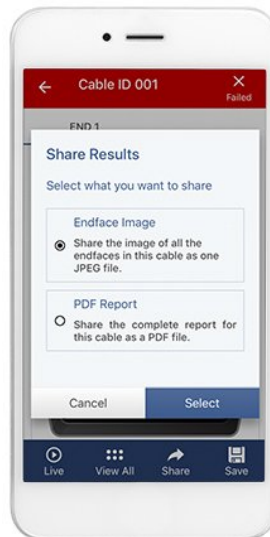 Cable ID 001
Failed
END 1
Share Results
Select what you want to share
Endface Image
Share the image of all the
endfaces in this cable as one
JPEG file.
PDF Report
Share the complete report for
this cable as a PDF file.
Cancel
Select
Live
View All
Share
Save